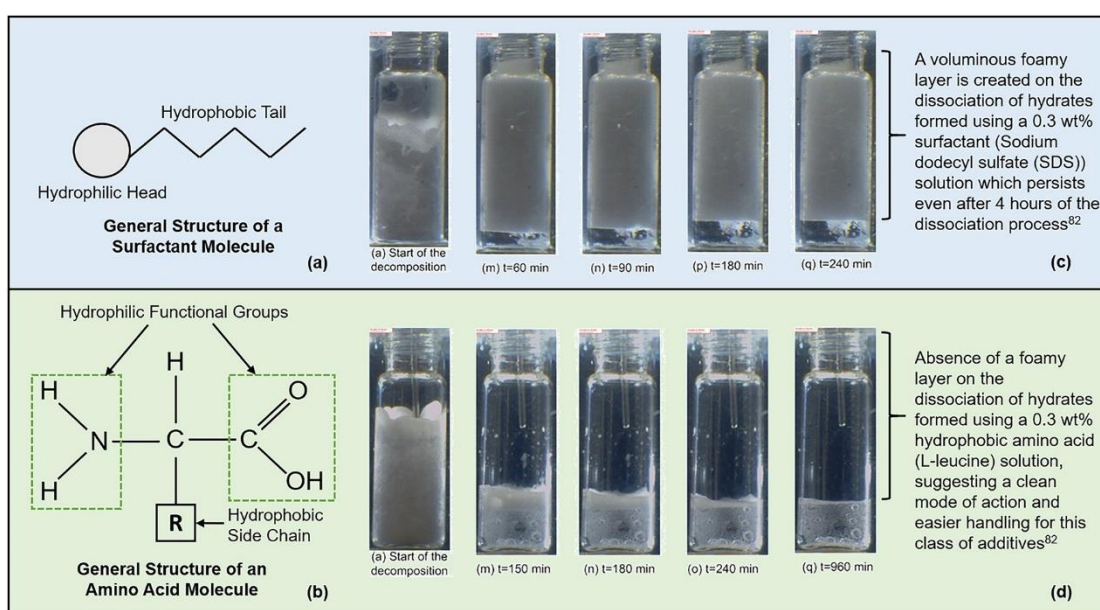 Hydrophobic Tail
Hydrophilic Head
General Structure of a
Surfactant Molecule
(a)
(a) Start of the
decomposition
(m) t=60 min
(n) t=90 min
(p) t=180 min
(q) t=240 min
A voluminous foamy
layer is created on the
dissociation of hydrates
formed using a 0.3 wt%
surfactant (Sodium
dodecyl sulfate (SDS))
solution which persists
even after 4 hours of the
dissociation process82
(c)
Hydrophilic Functional Groups
H
H
O
N
C
C
H
OH
R
Hydrophobic
Side Chain
General Structure of an
Amino Acid Molecule
(b)
(a) Start of the
decomposition
(m) t=150 min
(n) t=180 min
(o) t=240 min
(q) t=960 min
Absence of a foamy
layer on the
dissociation of hydrates
formed using a 0.3 wt%
hydrophobic amino acid
(L-leucine) solution,
suggesting a clean
mode of action and
easier handling for this
class of additives82
(d)